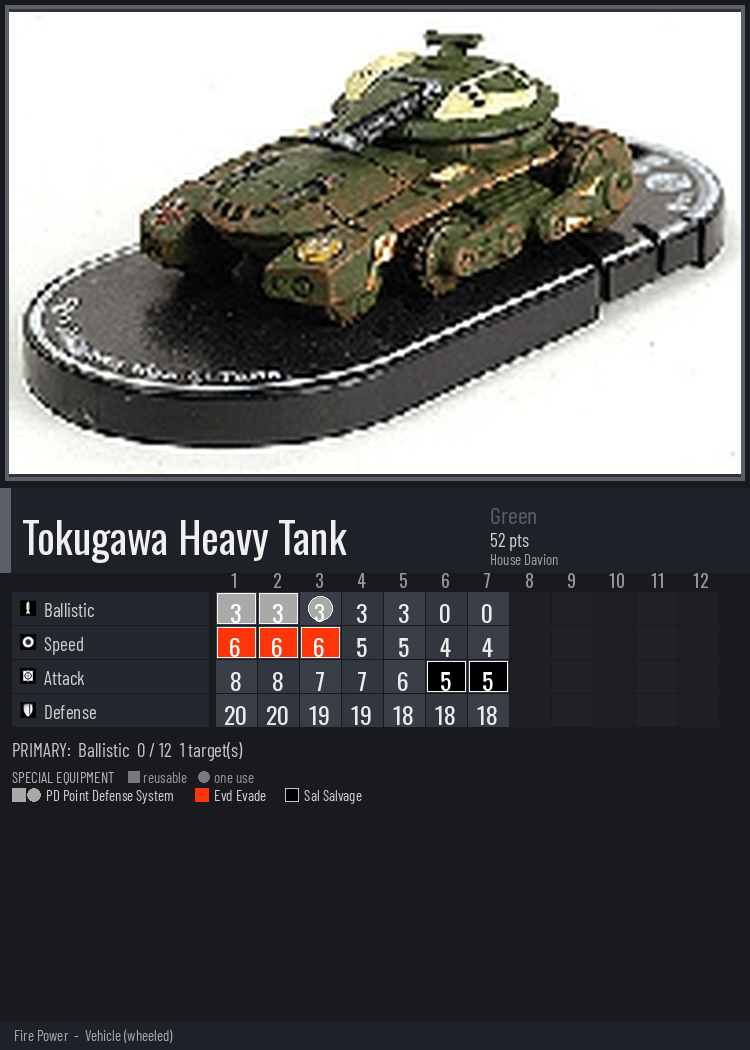 Tank
Tokugawa Heavy Tank
Green
52 pts
House Davion
1 2 3 4 5 6 7 8 9 10 11 12
Ballistic 3 3 3 3 3 0 0
Speed 6 6 6 5 5 4 4
Attack 8 8 7 7 6 5 5
Defense 20 20 19 19 18 18 18
PRIMARY: Ballistic 0 / 12 1 target(s)
SPECIAL EQUIPMENT reusable one use
PD Point Defense System Evd Evade Sal Salvage
Fire Power - Vehicle (wheeled)